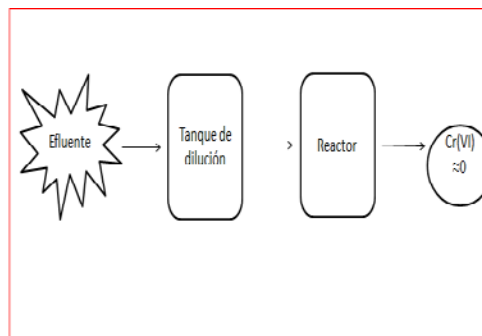 Efluente
Tanque de
dilución
Reactor
Cr(VI)
≈0